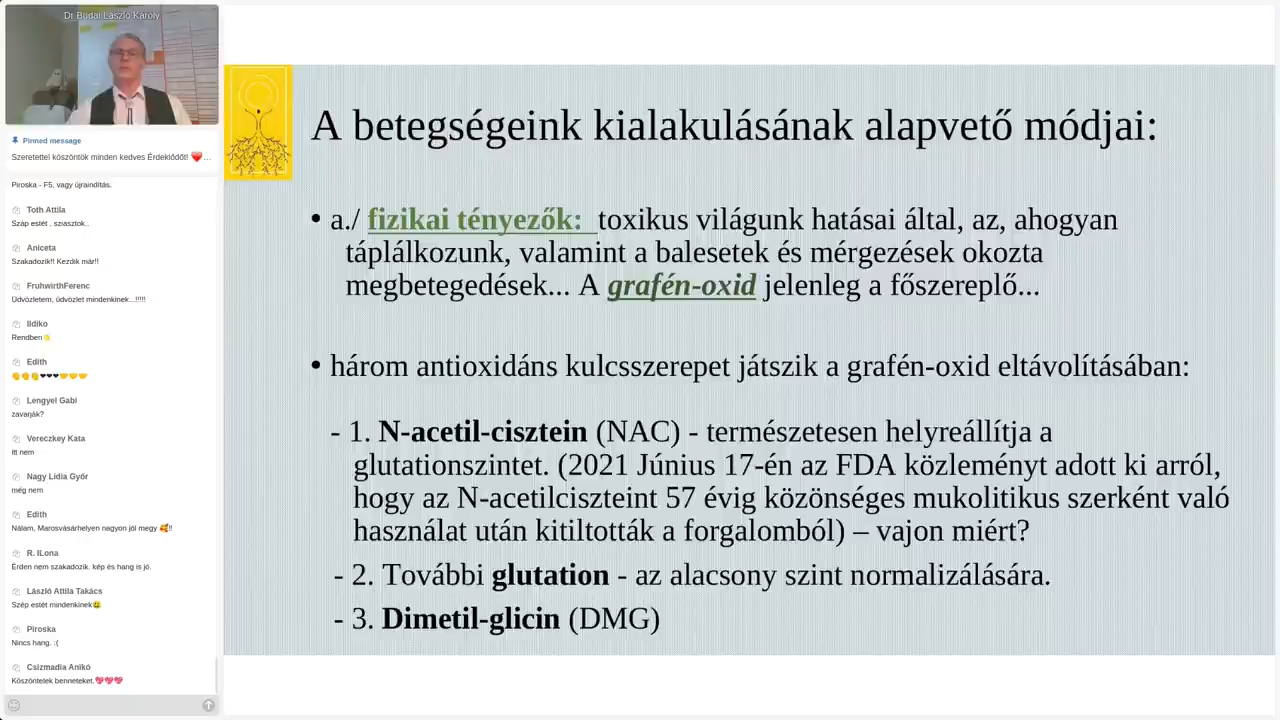 Dr Budai László Károly
Pinned message
Szeretettel köszöntök minden kedves Érdeklődőt! ❤️...
Piroska - F5, vagy újraindítás.
Toth Attila
Száp estét , sziasztok..
Aniceta
Szakadozik!! Kezdik már!!
FruhwirthFerenc
Üdvözletem, üdvözlet mindenkinek...!!!!!
Ildiko
Rendben
Edith
Lengyel Gabi
zavarják?
Vereczkey Kata
itt nem
Nagy Lídia Győr
még nem
Edith
Nálam, Marosvásárhelyen nagyon jól megy 🥰!!
R. ILona
Érden nem szakadozik. kép és hang is jó.
László Attila Takács
Szép estét mindenkinek
Piroska
Nincs hang. :(
Csizmadia Anikó
Köszöntelek benneteket.💖💖💖
A betegségeink kialakulásának alapvető módjai:
• a./ fizikai tényezők: toxikus világunk hatásai által, az, ahogyan
táplálkozunk, valamint a balesetek és mérgezések okozta
megbetegedések... A grafén-oxid jelenleg a főszereplő...
• három antioxidáns kulcsszerepet játszik a grafén-oxid eltávolításában:
- 1. N-acetil-cisztein (NAC) - természetesen helyreállítja a
glutationszintet. (2021 Június 17-én az FDA közleményt adott ki arról,
hogy az N-acetilciszteint 57 évig közönséges mukolitikus szerként való
használat után kitiltották a forgalomból) – vajon miért?
- 2. További glutation - az alacsony szint normalizálására.
- 3. Dimetil-glicin (DMG)